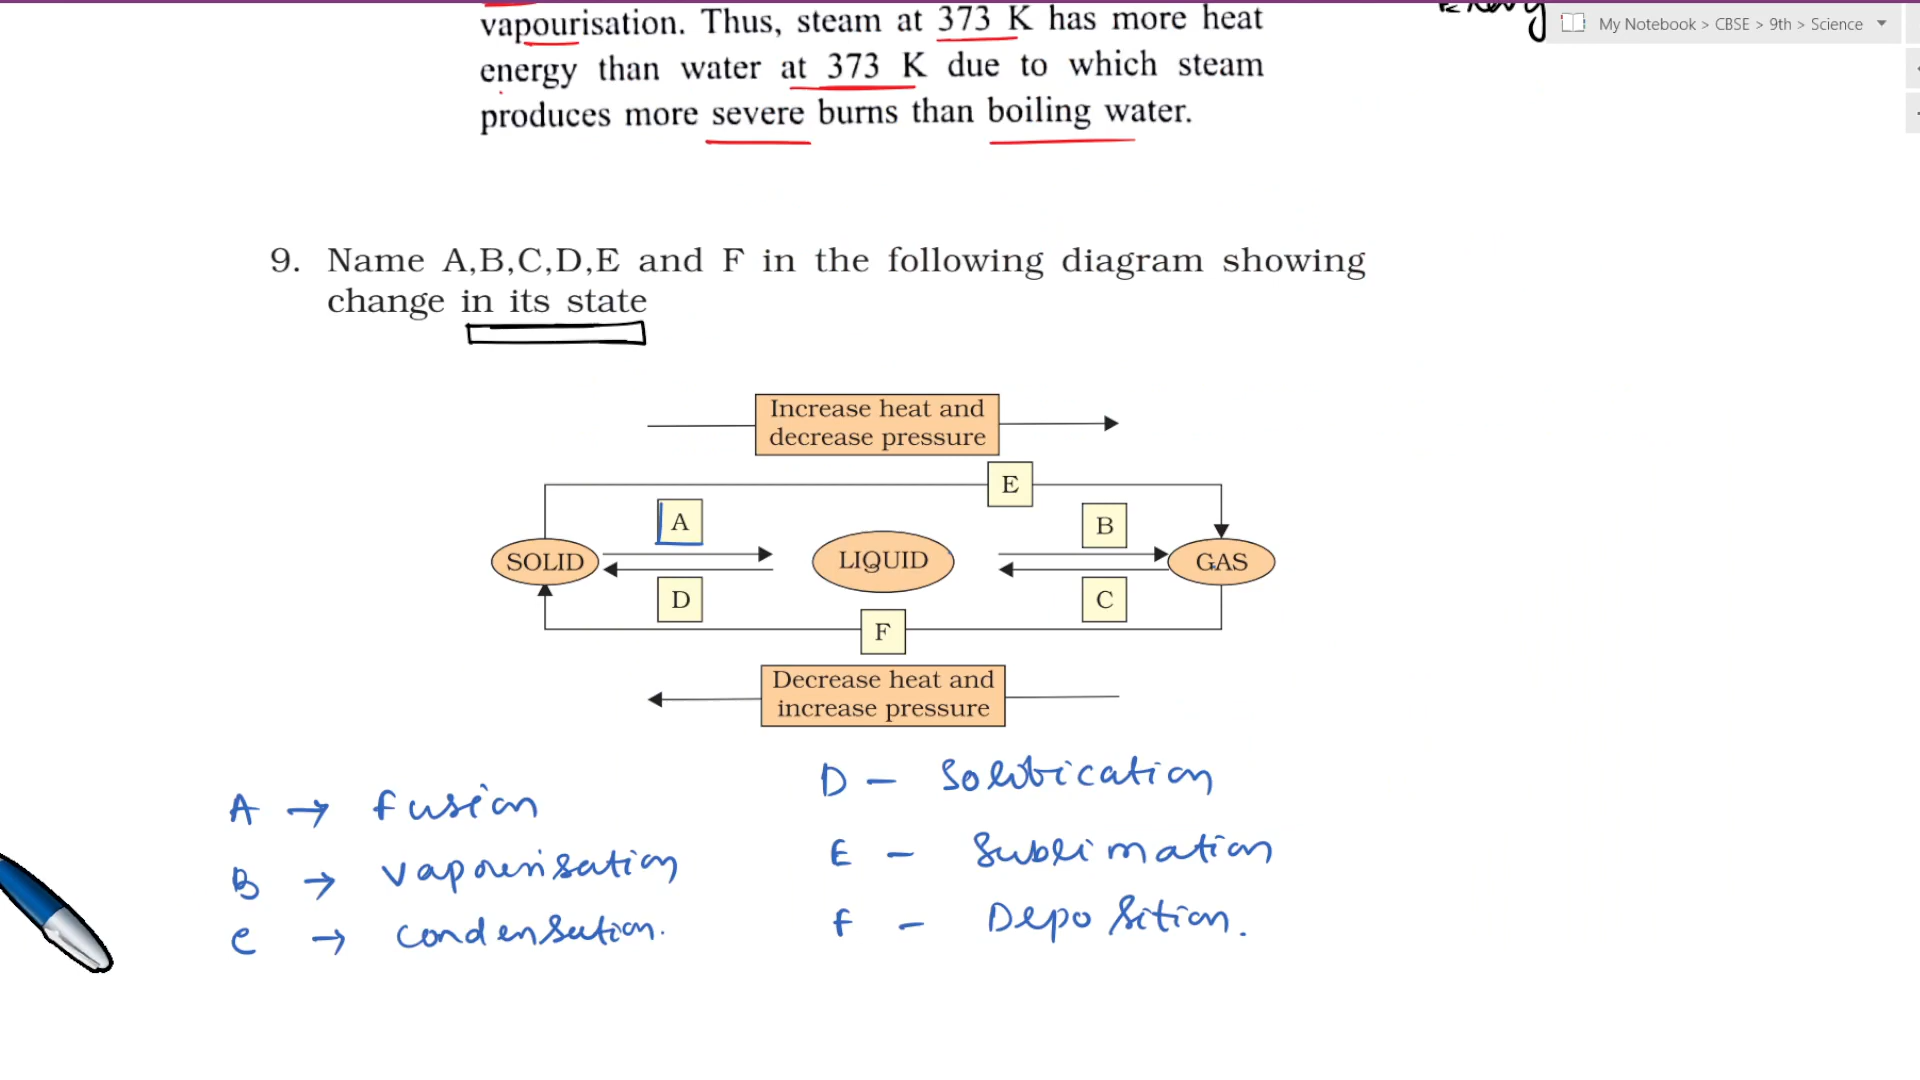 vapourisation. Thus, steam at 373 K has more heat
My Notebook > CBSE > 9th > Science
energy than water at 373 K due to which steam
produces more severe burns than boiling water.
9. Name A,B,C,D,E and F in the following diagram showing
change in its state
Increase heat and
decrease pressure
E
A
B
SOLID
LIQUID
GAS
D
C
F
Decrease heat and
increase pressure
A → fusion
B → vapourisation
C → condensation.
D – Solidification
E – Sublimation
F – Deposition.